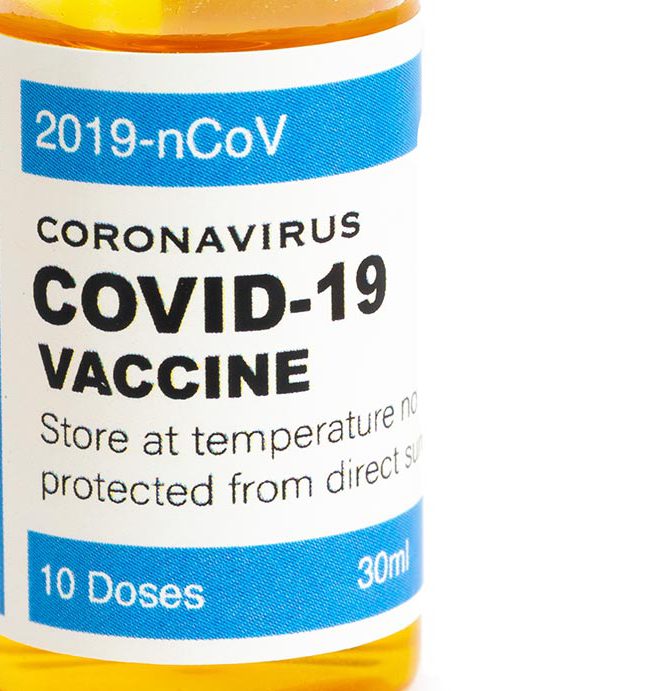 2019-nCoV
CORONAVIRUS
COVID-19
VACCINE
Store at temperature
protected from direct
10 Doses 30ml